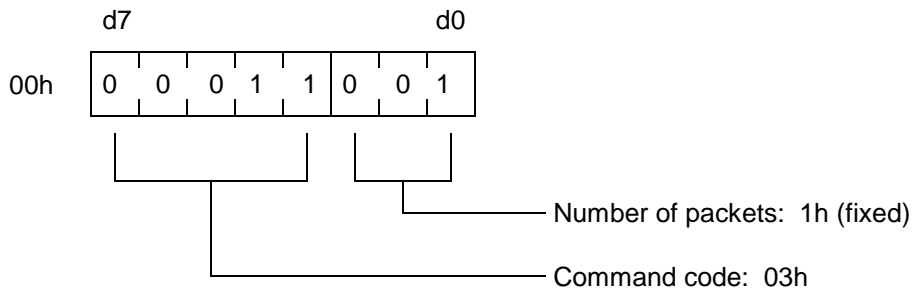 d7 d0
00h 0 0 0 1 1 0 0 1
Number of packets: 1h (fixed)
Command code: 03h